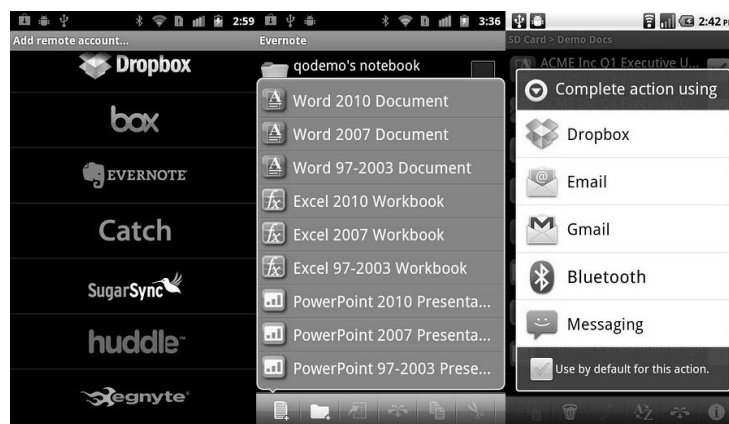 2:59
Add remote account...
Dropbox
box
EVERNOTE
Catch
SugarSync
huddle
egnyte
3:36
Evernote
qodemo's notebook
Word 2010 Document
Word 2007 Document
Word 97-2003 Document
Excel 2010 Workbook
Excel 2007 Workbook
Excel 97-2003 Workbook
PowerPoint 2010 Presenta...
PowerPoint 2007 Presenta...
PowerPoint 97-2003 Prese...
2:42 P
SD Card > Demo Docs
ACME Inc Q1 Executive U...
Complete action using
Dropbox
Email
Gmail
Bluetooth
Messaging
Use by default for this action.